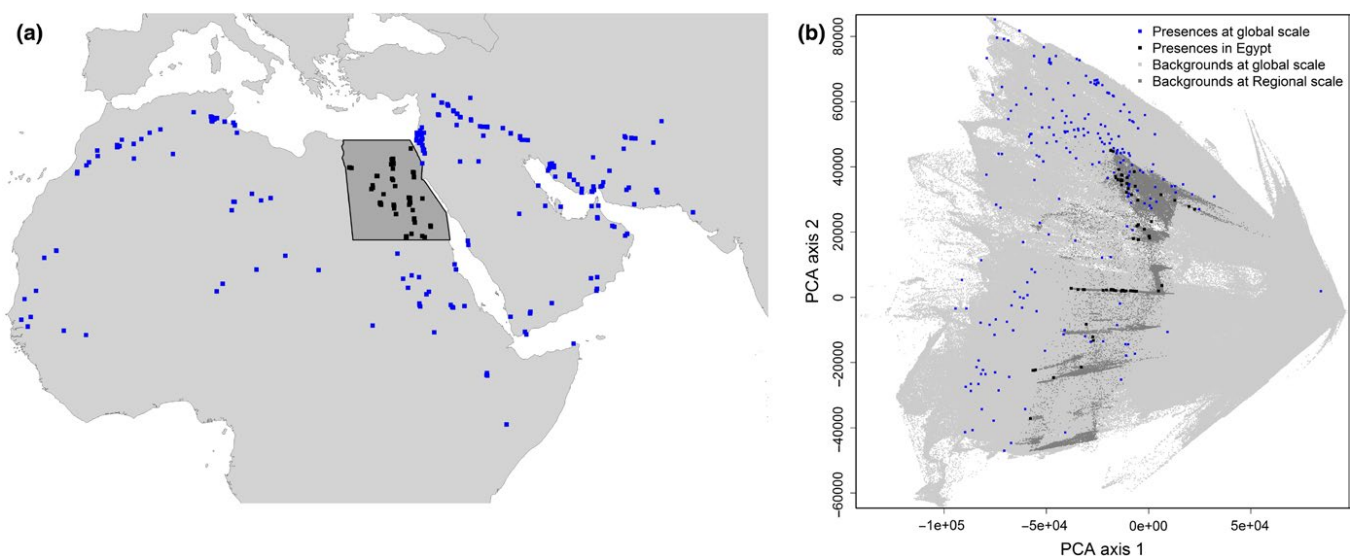 (a)
(b)
Presences at global scale
Presences in Egypt
Backgrounds at global scale
Backgrounds at Regional scale
PCA axis 2
80000
60000
40000
20000
0
−20000
−40000
−60000
−1e+05
−5e+04
0e+00
5e+04
PCA axis 1